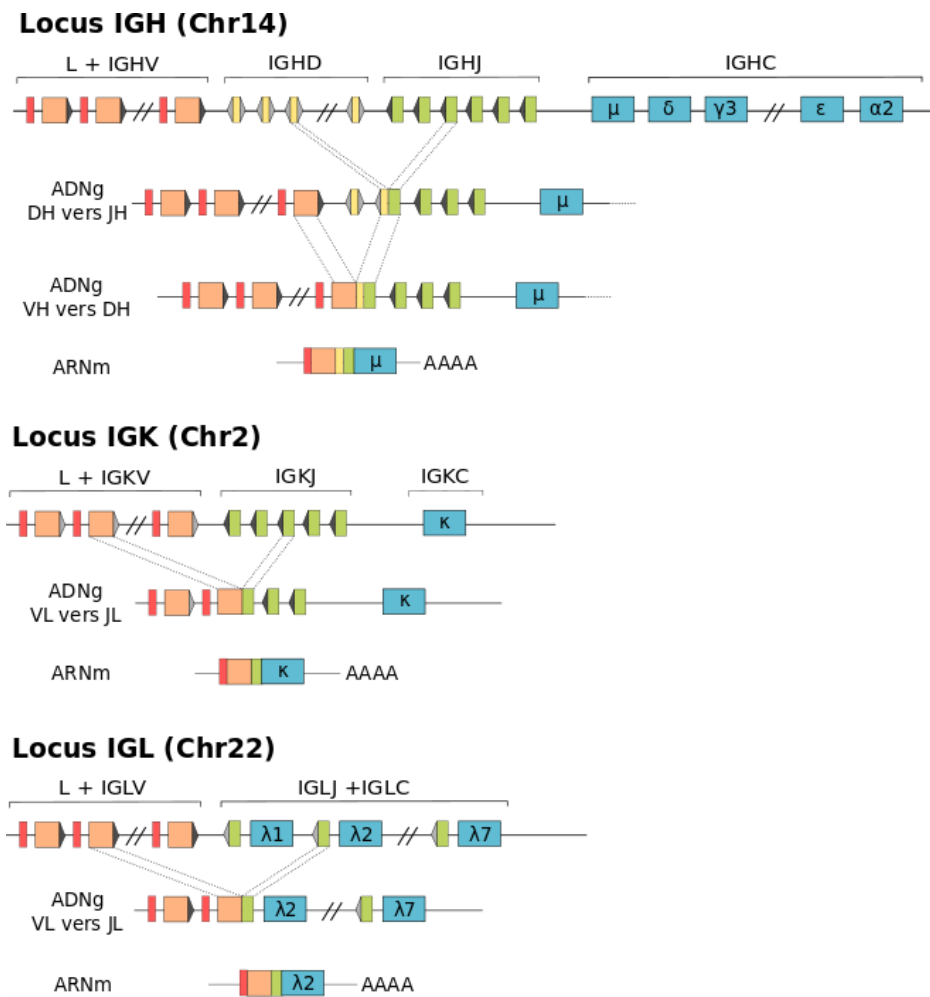 Locus IGH (Chr14)
L + IGHV IGHD IGHJ IGHC
μ δ γ3 ε α2
ADNg
DH vers JH
μ
ADNg
VH vers DH
μ
ARNm
μ AAAA
Locus IGK (Chr2)
L + IGKV IGKJ IGKC
κ
ADNg
VL vers JL
κ
ARNm
κ AAAA
Locus IGL (Chr22)
L + IGLV IGLJ +IGLC
λ1 λ2 λ7
ADNg
VL vers JL
λ2 λ7
ARNm
λ2 AAAA